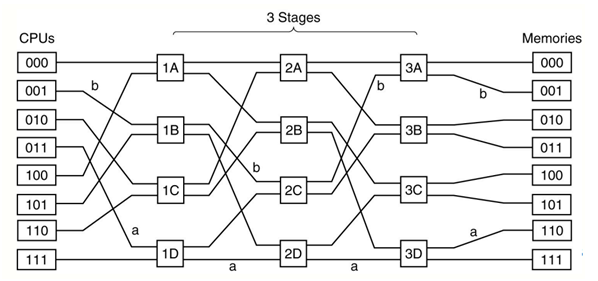 3 Stages
CPUs Memories
000 1A 2A 3A 000
001 b b b 001
010 1B 2B 3B 010
011 011
100 b 100
101 1C 2C 3C 101
110 a a 110
111 1D a 2D a 3D 111